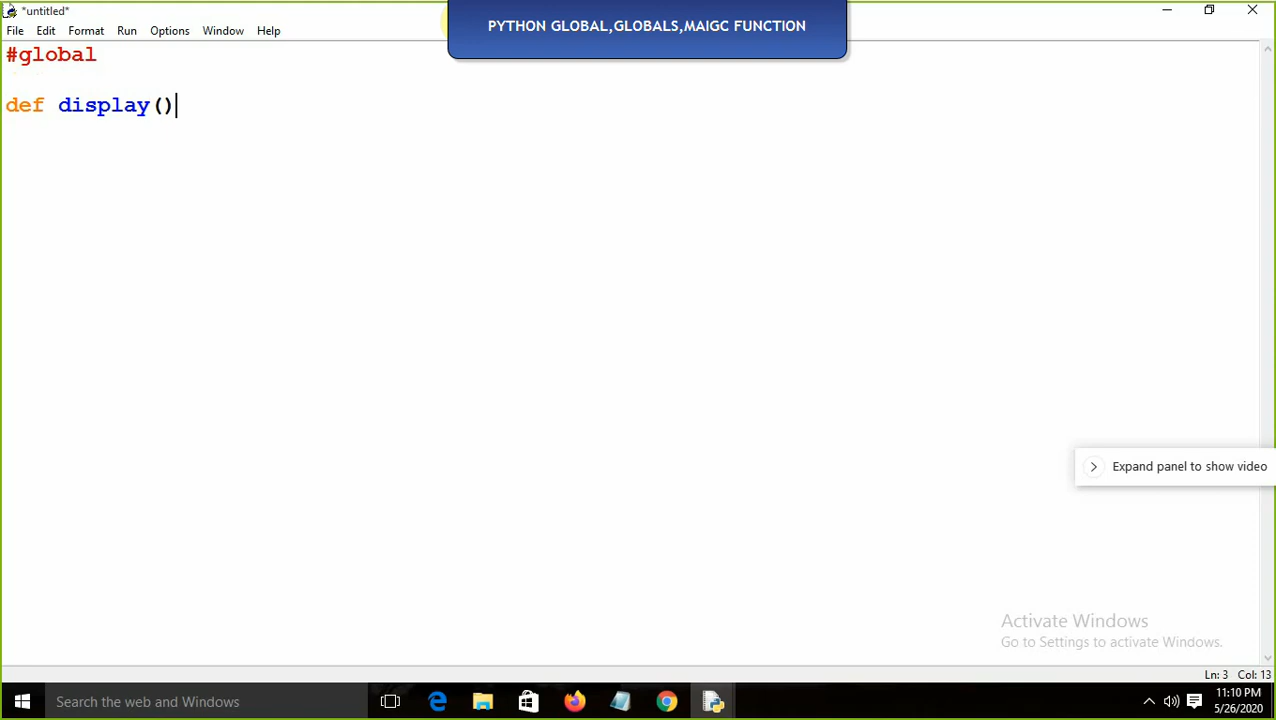 *untitled*
PYTHON GLOBAL,GLOBALS,MAIGC FUNCTION
File Edit Format Run Options Window Help
#global
def display()
Expand panel to show video
Activate Windows
Go to Settings to activate Windows.
Ln: 3 Col: 13
Search the web and Windows
11:10 PM
5/26/2020